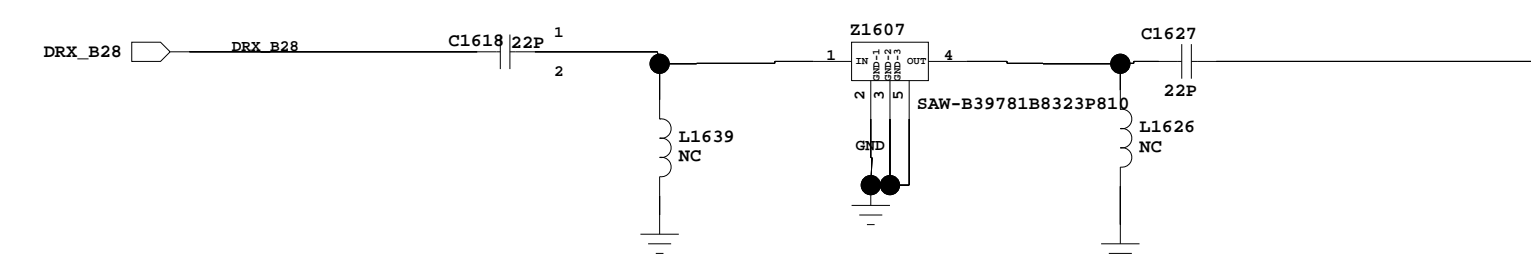 DRX_B28
DRX_B28
C1618
22P
1
2
Z1607
1
IN
GND-1
GND-2
GND-3
OUT
4
2
3
5
SAW-B39781B8323P810
GND
L1639
NC
C1627
22P
L1626
NC